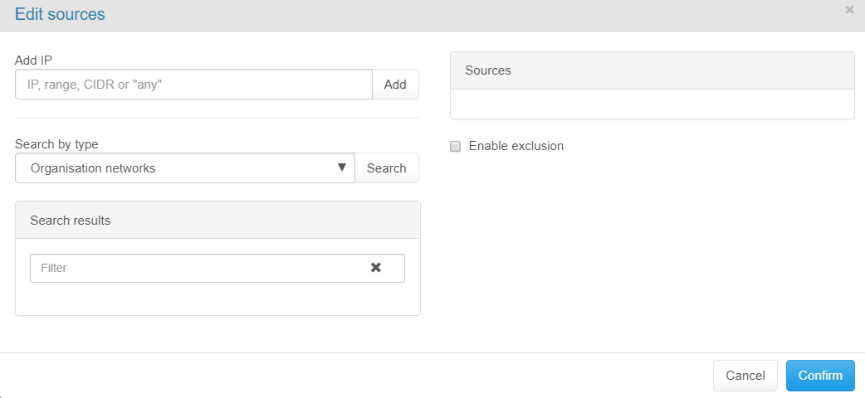 Edit sources
×
Add IP
IP, range, CIDR or "any"
Add
Search by type
Organisation networks
Search
Search results
Filter
Sources
Enable exclusion
Cancel
Confirm